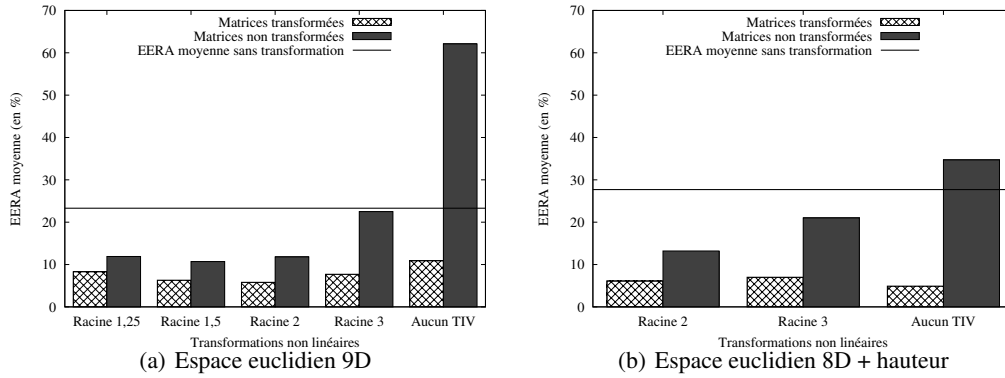 Matrices transformées
Matrices non transformées
EERA moyenne sans transformation
EERA moyenne (en %)
70
60
50
40
30
20
10
0
Racine 1,25 Racine 1,5 Racine 2 Racine 3 Aucun TIV
Transformations non linéaires
(a) Espace euclidien 9D
Matrices transformées
Matrices non transformées
EERA moyenne sans transformation
EERA moyenne (en %)
70
60
50
40
30
20
10
0
Racine 2 Racine 3 Aucun TIV
Transformations non linéaires
(b) Espace euclidien 8D + hauteur